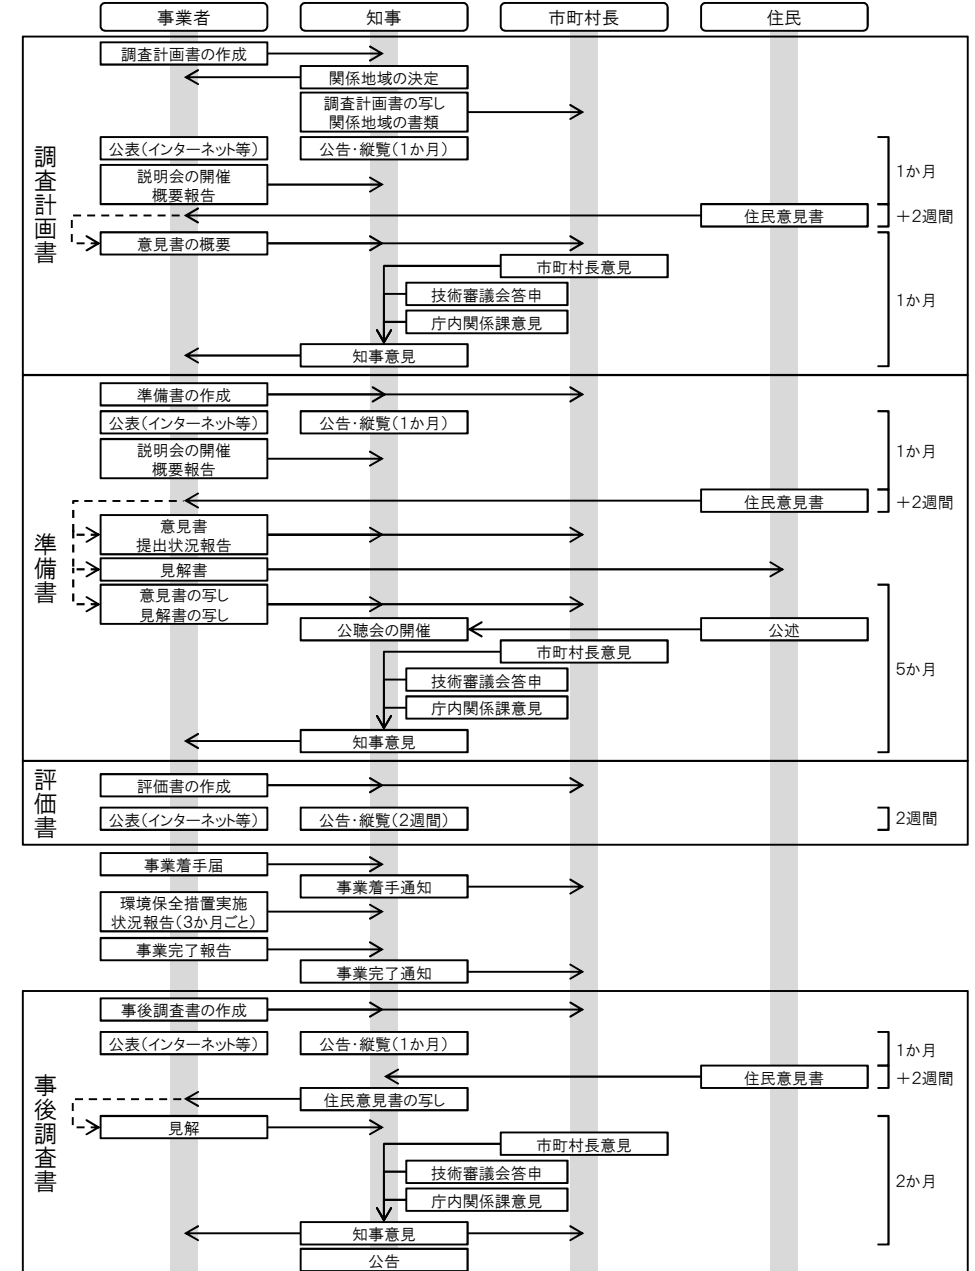 事業者
知事
市町村長
住民
調査計画書
調査計画書の作成
関係地域の決定
調査計画書の写し
関係地域の書類
公表(インターネット等)
公告・縦覧(1か月)
1か月
説明会の開催
概要報告
住民意見書
+2週間
意見書の概要
市町村長意見
技術審議会答申
1か月
庁内関係課意見
知事意見
準備書
準備書の作成
公表(インターネット等)
公告・縦覧(1か月)
1か月
説明会の開催
概要報告
住民意見書
+2週間
意見書
提出状況報告
見解書
意見書の写し
見解書の写し
公聴会の開催
公述
市町村長意見
5か月
技術審議会答申
庁内関係課意見
知事意見
評価書
評価書の作成
公表(インターネット等)
公告・縦覧(2週間)
2週間
事業着手届
事業着手通知
環境保全措置実施
状況報告(3か月ごと)
事業完了報告
事業完了通知
事後調査書
事後調査書の作成
公表(インターネット等)
公告・縦覧(1か月)
1か月
住民意見書
+2週間
住民意見書の写し
見解
市町村長意見
技術審議会答申
2か月
庁内関係課意見
知事意見
公告